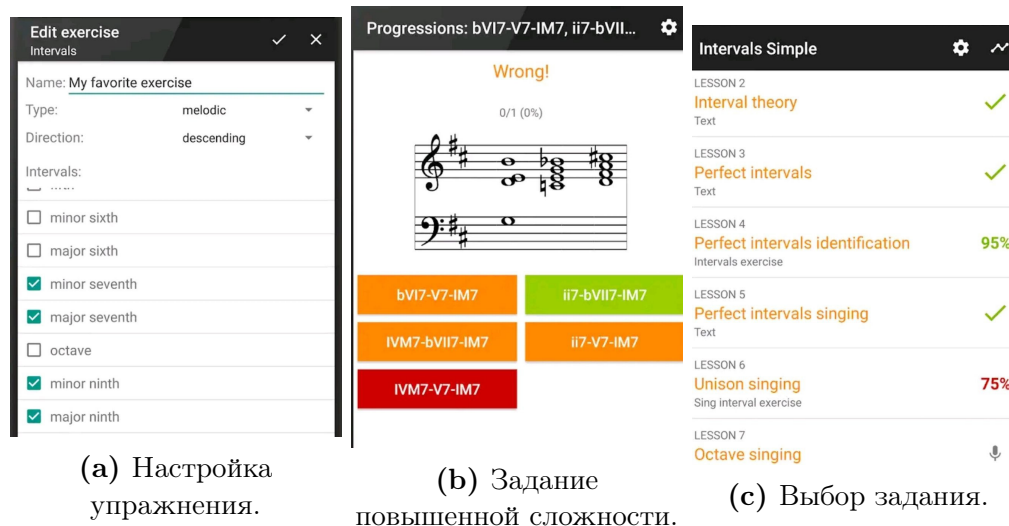 Edit exercise
Intervals
Name: My favorite exercise
Type: melodic
Direction: descending
Intervals:
minor sixth
major sixth
minor seventh
major seventh
octave
minor ninth
major ninth
(a) Настройка
упражнения.
Progressions: bVI7-V7-IM7, ii7-bVII...
Wrong!
0/1 (0%)
bVI7-V7-IM7 ii7-bVII7-IM7
IVM7-bVII7-IM7 ii7-V7-IM7
IVM7-V7-IM7
(b) Задание
повышенной сложности.
Intervals Simple
LESSON 2
Interval theory
Text
LESSON 3
Perfect intervals
Text
LESSON 4
Perfect intervals identification 95%
Intervals exercise
LESSON 5
Perfect intervals singing
Text
LESSON 6
Unison singing 75%
Sing interval exercise
LESSON 7
Octave singing
(c) Выбор задания.